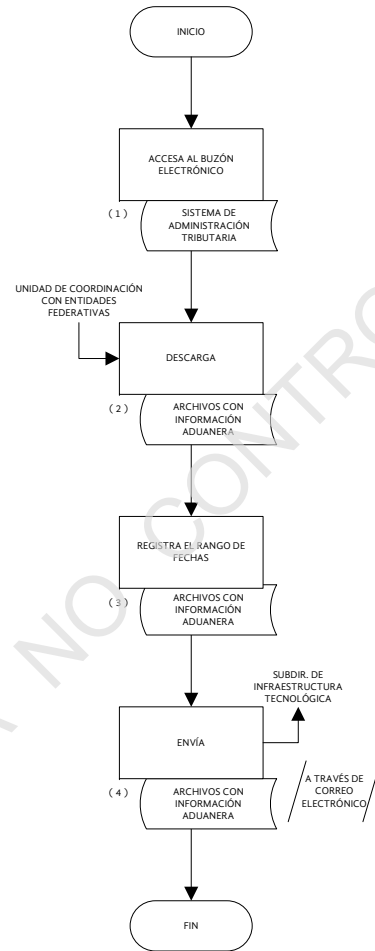 INICIO
ACCESA AL BUZÓN
ELECTRÓNICO
( 1 )
SISTEMA DE
ADMINISTRACIÓN
TRIBUTARIA
UNIDAD DE COORDINACIÓN
CON ENTIDADES
FEDERATIVAS
DESCARGA
( 2 )
ARCHIVOS CON
INFORMACIÓN
ADUANERA
REGISTRA EL RANGO DE
FECHAS
( 3 )
ARCHIVOS CON
INFORMACIÓN
ADUANERA
SUBDIR. DE
INFRAESTRUCTURA
TECNOLÓGICA
ENVÍA
( 4 )
ARCHIVOS CON
INFORMACIÓN
ADUANERA
A TRAVÉS DE
CORREO
ELECTRÓNICO
FIN
NO CONTRO